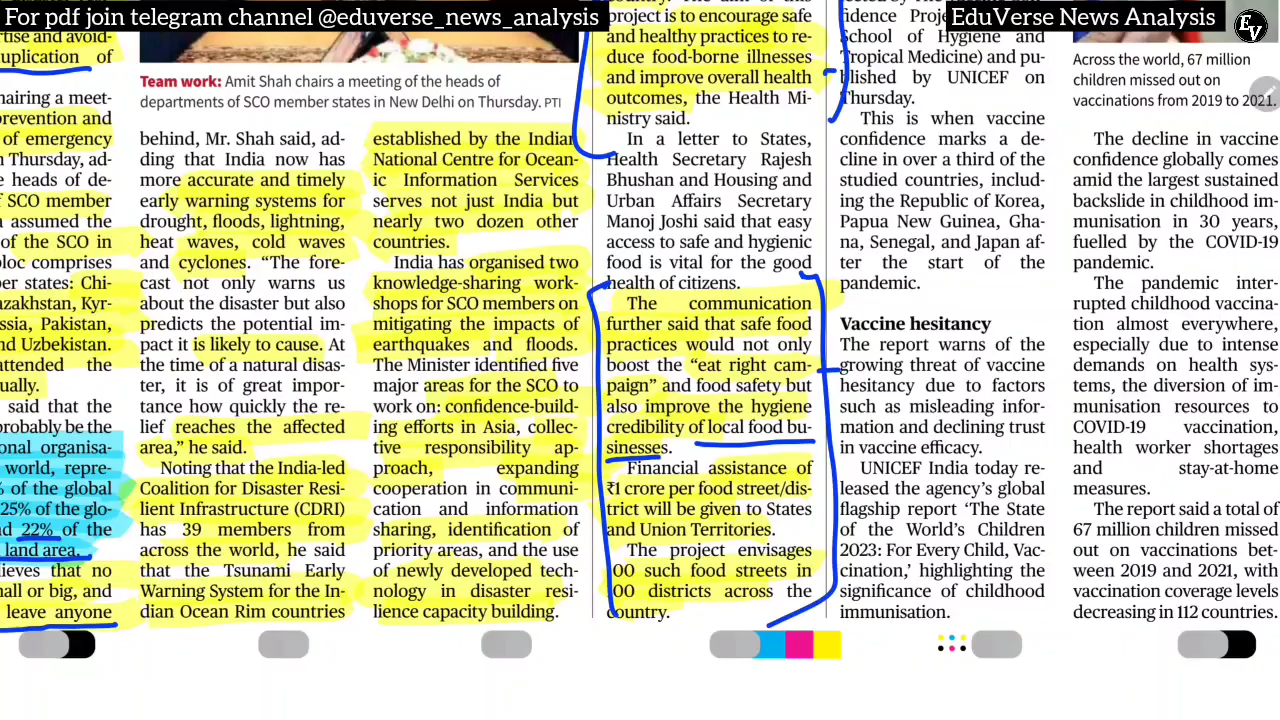 For pdf join telegram channel @eduverse_news_analysis
EduVerse News Analysis
EV
rtise and avoid-
uplication of
hairing a meet-
prevention and
of emergency
n Thursday, ad-
e heads of de-
f SCO member
a assumed the
of the SCO in
bloc comprises
er states: Chi-
azakhstan, Kyr-
ssia, Pakistan,
nd Uzbekistan.
attended the
ually.
said that the
probably be the
onal organisa-
world, repre-
% of the global
25% of the glo-
nd 22% of the
land area.
lieves that no
mall or big, and
leave anyone
Team work: Amit Shah chairs a meeting of the heads of
departments of SCO member states in New Delhi on Thursday. PTI
behind, Mr. Shah said, ad-
ding that India now has
more accurate and timely
early warning systems for
drought, floods, lightning,
heat waves, cold waves
and cyclones. “The fore-
cast not only warns us
about the disaster but also
predicts the potential im-
pact it is likely to cause. At
the time of a natural disas-
ter, it is of great impor-
tance how quickly the re-
lief reaches the affected
area,” he said.
Noting that the India-led
Coalition for Disaster Resi-
lient Infrastructure (CDRI)
has 39 members from
across the world, he said
that the Tsunami Early
Warning System for the In-
dian Ocean Rim countries
established by the Indian
National Centre for Ocean-
ic Information Services
serves not just India but
nearly two dozen other
countries.
India has organised two
knowledge-sharing work-
shops for SCO members on
mitigating the impacts of
earthquakes and floods.
The Minister identified five
major areas for the SCO to
work on: confidence-build-
ing efforts in Asia, collec-
tive responsibility ap-
proach, expanding
cooperation in communi-
cation and information
sharing, identification of
priority areas, and the use
of newly developed tech-
nology in disaster resi-
lience capacity building.
project is to encourage safe
and healthy practices to re-
duce food-borne illnesses
and improve overall health
outcomes, the Health Mi-
nistry said.
In a letter to States,
Health Secretary Rajesh
Bhushan and Housing and
Urban Affairs Secretary
Manoj Joshi said that easy
access to safe and hygienic
food is vital for the good
health of citizens.
The communication
further said that safe food
practices would not only
boost the “eat right cam-
paign” and food safety but
also improve the hygiene
credibility of local food bu-
sinesses.
Financial assistance of
₹1 crore per food street/dis-
trict will be given to States
and Union Territories.
The project envisages
00 such food streets in
00 districts across the
country.
fidence Proje
School of Hygiene and
Tropical Medicine) and pu-
blished by UNICEF on
Thursday.
This is when vaccine
confidence marks a de-
cline in over a third of the
studied countries, includ-
ing the Republic of Korea,
Papua New Guinea, Gha-
na, Senegal, and Japan af-
ter the start of the
pandemic.
Vaccine hesitancy
The report warns of the
growing threat of vaccine
hesitancy due to factors
such as misleading infor-
mation and declining trust
in vaccine efficacy.
UNICEF India today re-
leased the agency’s global
flagship report ‘The State
of the World’s Children
2023: For Every Child, Vac-
cination,’ highlighting the
significance of childhood
immunisation.
Across the world, 67 million
children missed out on
vaccinations from 2019 to 2021.
The decline in vaccine
confidence globally comes
amid the largest sustained
backslide in childhood im-
munisation in 30 years,
fuelled by the COVID-19
pandemic.
The pandemic inter-
rupted childhood vaccina-
tion almost everywhere,
especially due to intense
demands on health sys-
tems, the diversion of im-
munisation resources to
COVID-19 vaccination,
health worker shortages
and stay-at-home
measures.
The report said a total of
67 million children missed
out on vaccinations bet-
ween 2019 and 2021, with
vaccination coverage levels
decreasing in 112 countries.